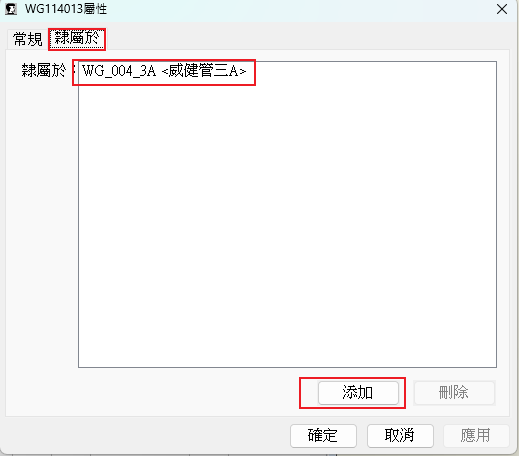 WG114013屬性
常規 隸屬於
隸屬於： WG_004_3A <威健管三A>
添加 刪除
確定 取消 應用